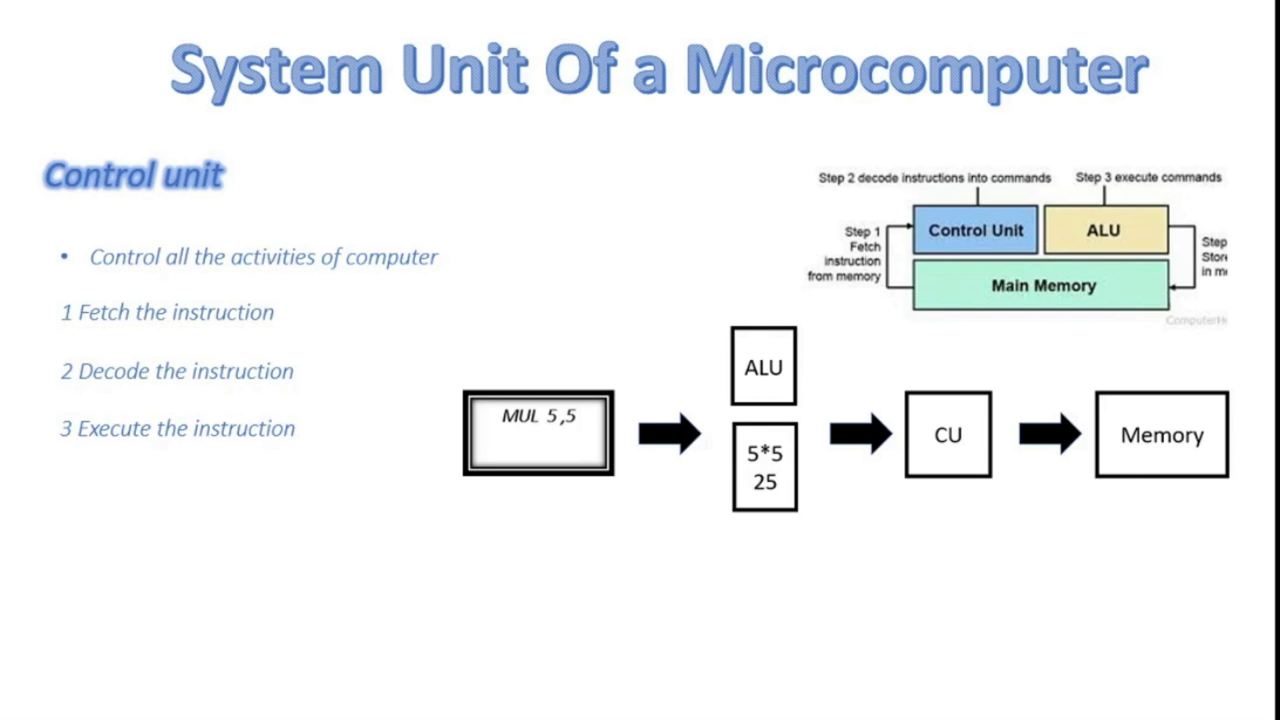 System Unit Of a Microcomputer
Control unit
• Control all the activities of computer
1 Fetch the instruction
2 Decode the instruction
3 Execute the instruction
Step 2 decode instructions into commands
Step 3 execute commands
Control Unit
ALU
Step 1
Fetch
instruction
from memory
Main Memory
Step
in
ALU
MUL 5,5
5*5
25
CU
Memory